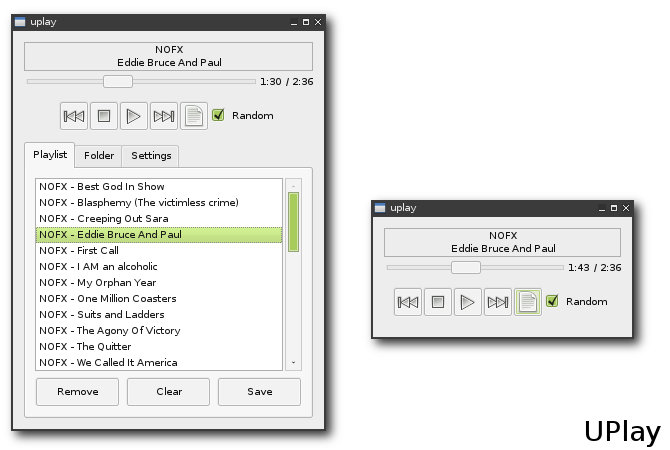 uplay
NOFX
Eddie Bruce And Paul
1:30 / 2:36
Random
Playlist
Folder
Settings
NOFX - Best God In Show
NOFX - Blasphemy (The victimless crime)
NOFX - Creeping Out Sara
NOFX - Eddie Bruce And Paul
NOFX - First Call
NOFX - I AM an alcoholic
NOFX - My Orphan Year
NOFX - One Million Coasters
NOFX - Suits and Ladders
NOFX - The Agony Of Victory
NOFX - The Quitter
NOFX - We Called It America
Remove
Clear
Save
uplay
NOFX
Eddie Bruce And Paul
1:43 / 2:36
Random
UPlay